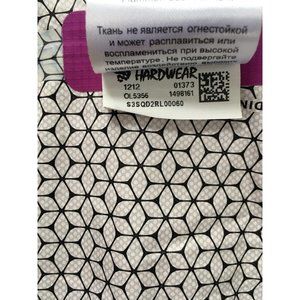 Ткань не является огнестойкой
и может расплавиться или
воспламениться при высокой
температуре. Не подвергайте
HARDWEAR
1212 01373
OL5356 1498161
S3SQD2RL00060